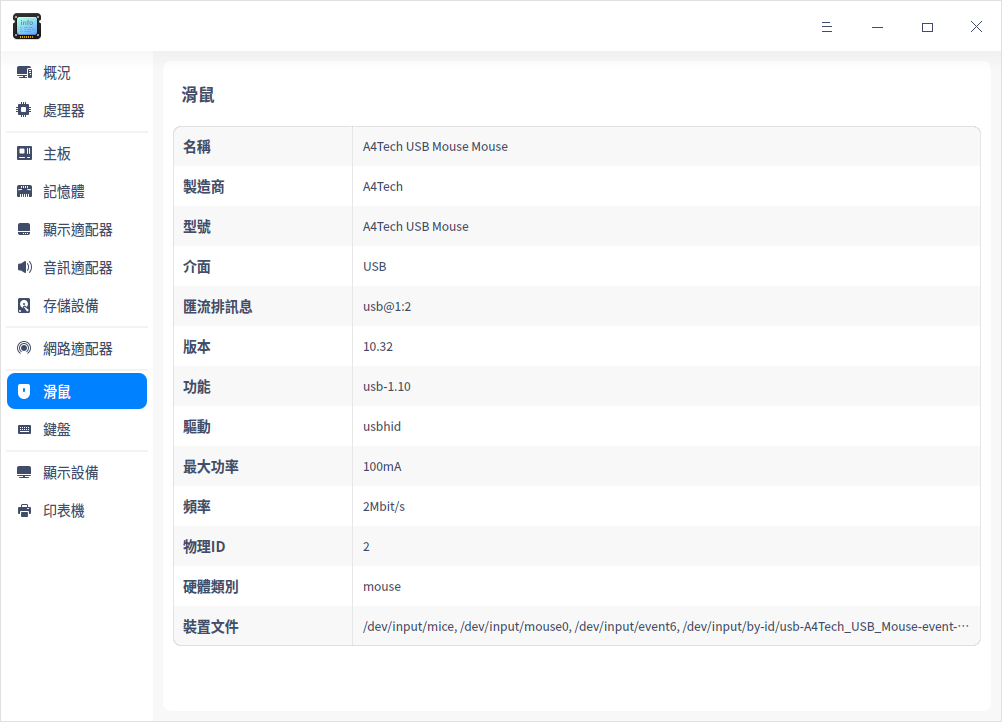 info
概況
處理器
主板
記憶體
顯示適配器
音訊適配器
存儲設備
網路適配器
滑鼠
鍵盤
顯示設備
印表機
滑鼠
名稱 A4Tech USB Mouse Mouse
製造商 A4Tech
型號 A4Tech USB Mouse
介面 USB
匯流排訊息 usb@1:2
版本 10.32
功能 usb-1.10
驅動 usbhid
最大功率 100mA
頻率 2Mbit/s
物理ID 2
硬體類別 mouse
裝置文件 /dev/input/mice, /dev/input/mouse0, /dev/input/event6, /dev/input/by-id/usb-A4Tech_USB_Mouse-event-⋯